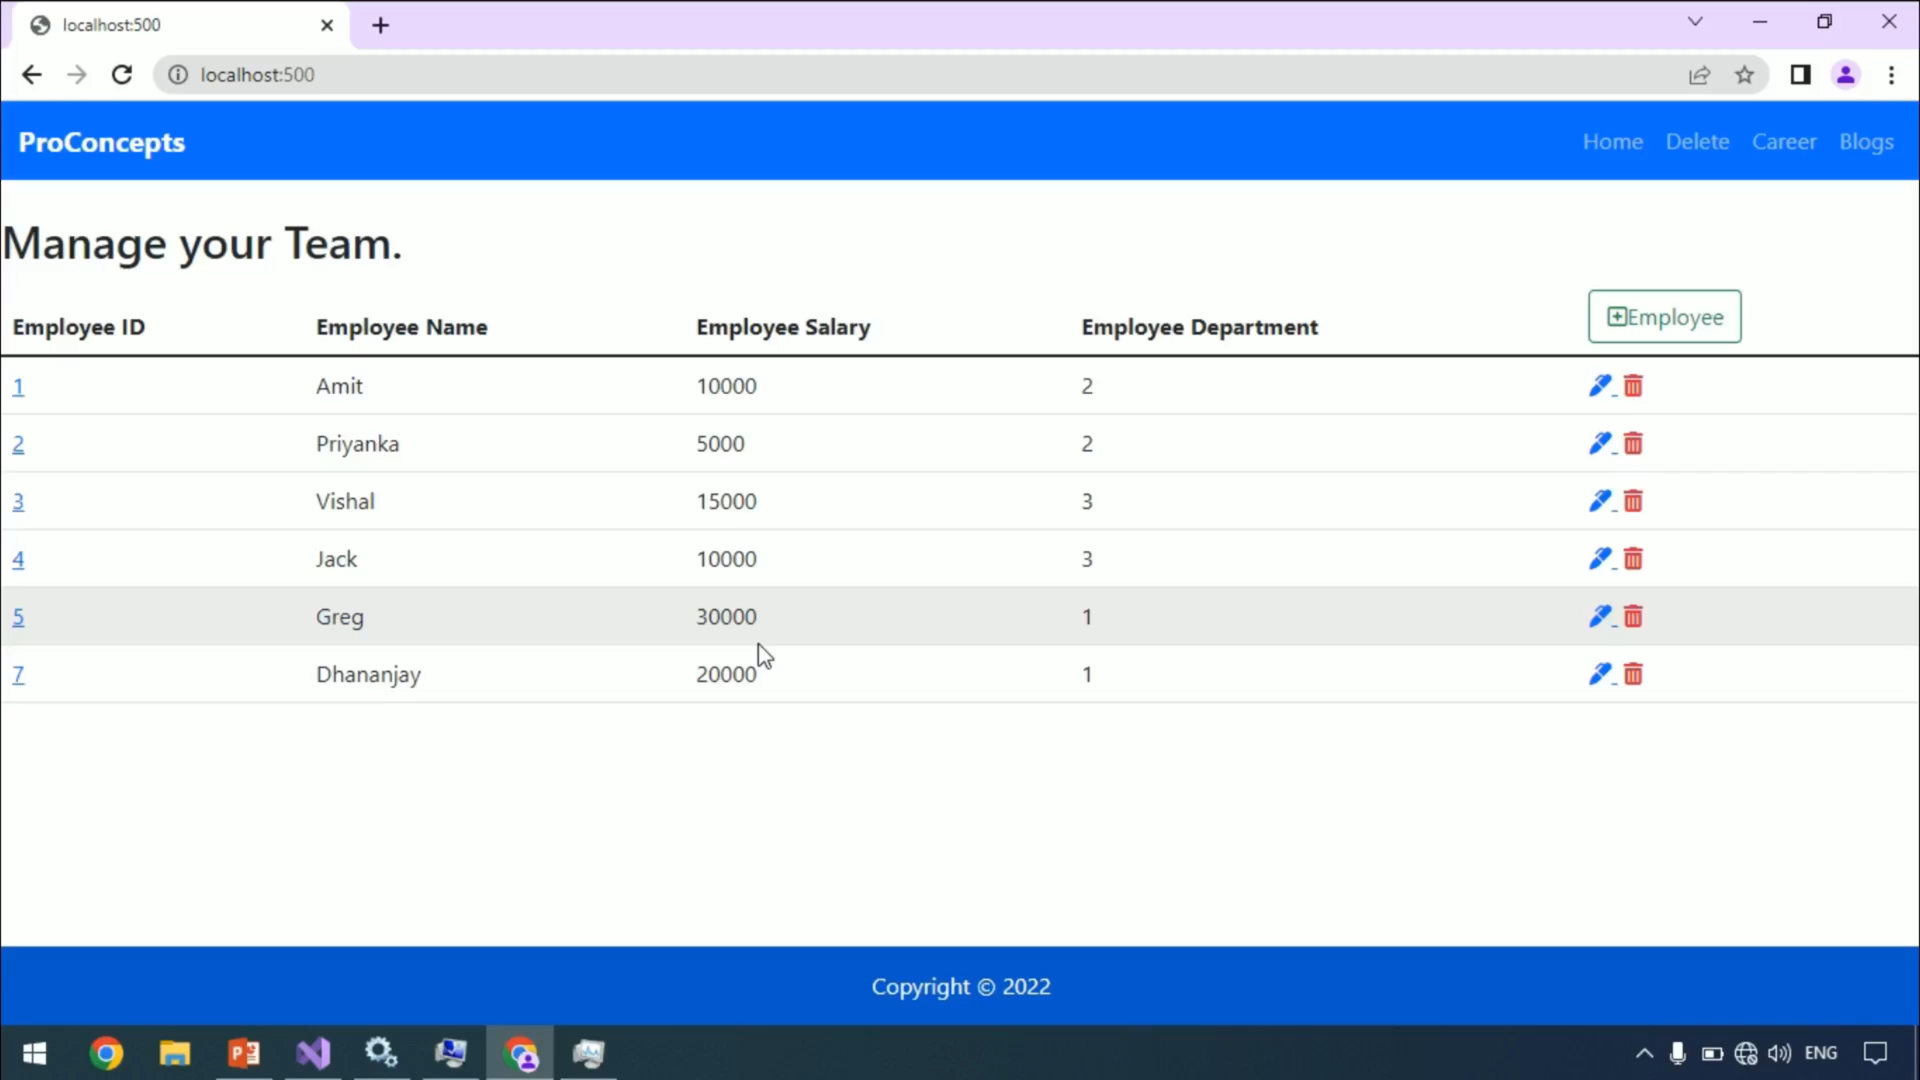 localhost:500
localhost:500
ProConcepts Home Delete Career Blogs
Manage your Team.
Employee ID Employee Name Employee Salary Employee Department Employee
1 Amit 10000 2
2 Priyanka 5000 2
3 Vishal 15000 3
4 Jack 10000 3
5 Greg 30000 1
7 Dhananjay 20000 1
Copyright © 2022
ENG